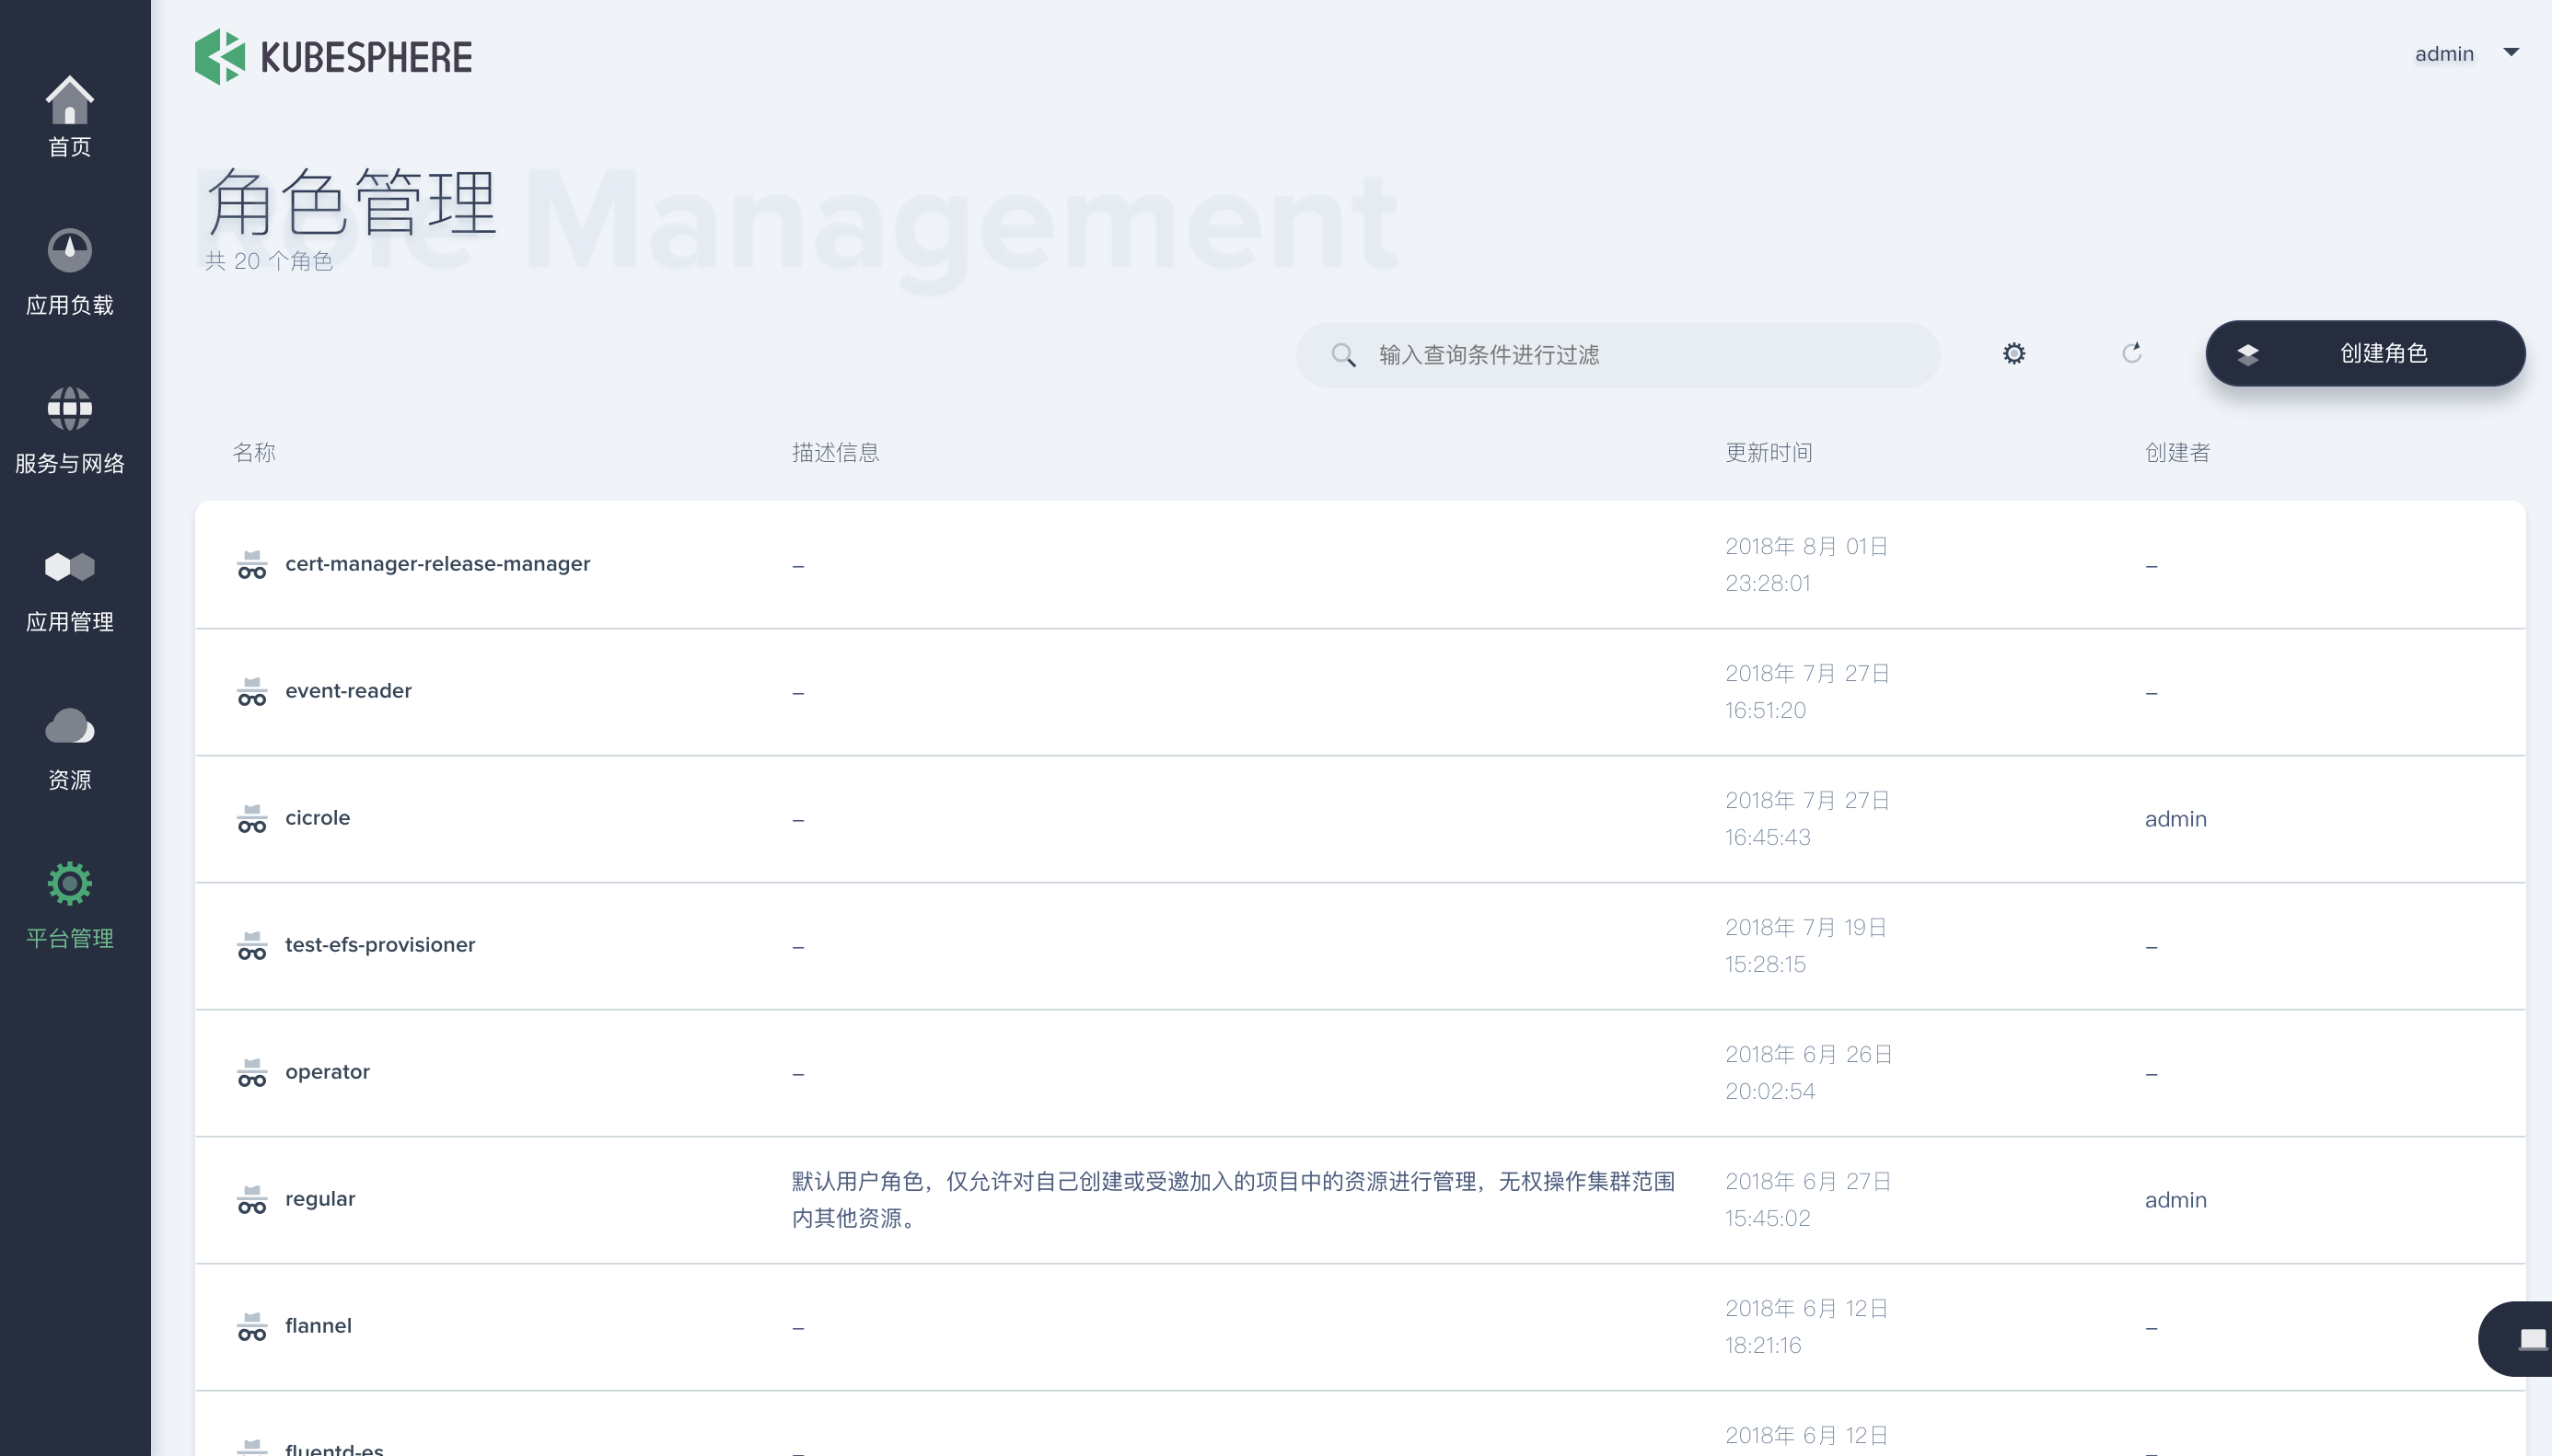 KUBESPHERE
admin
首页
应用负载
服务与网络
应用管理
资源
平台管理
Role Management
角色管理
共 20 个角色
输入查询条件进行过滤
创建角色
名称 描述信息 更新时间 创建者
cert-manager-release-manager – 2018年 8月 01日 –
23:28:01
event-reader – 2018年 7月 27日 –
16:51:20
cicrole – 2018年 7月 27日 admin
16:45:43
test-efs-provisioner – 2018年 7月 19日 –
15:28:15
operator – 2018年 6月 26日 –
20:02:54
regular 默认用户角色，仅允许对自己创建或受邀加入的项目中的资源进行管理，无权操作集群范围 2018年 6月 27日 admin
内其他资源。 15:45:02
flannel – 2018年 6月 12日 –
18:21:16
fluentd-es – 2018年 6月 12日 –